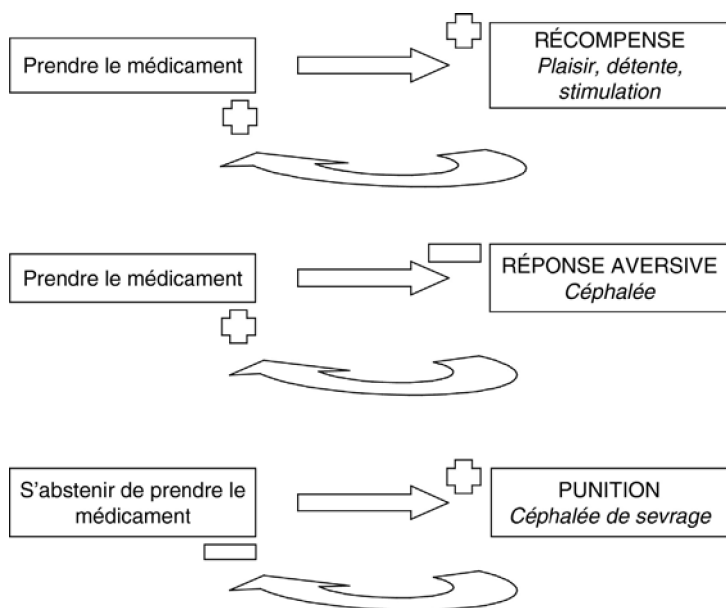 Prendre le médicament
RÉCOMPENSE
Plaisir, détente,
stimulation
Prendre le médicament
RÉPONSE AVERSIVE
Céphalée
S'abstenir de prendre le
médicament
PUNITION
Céphalée de sevrage